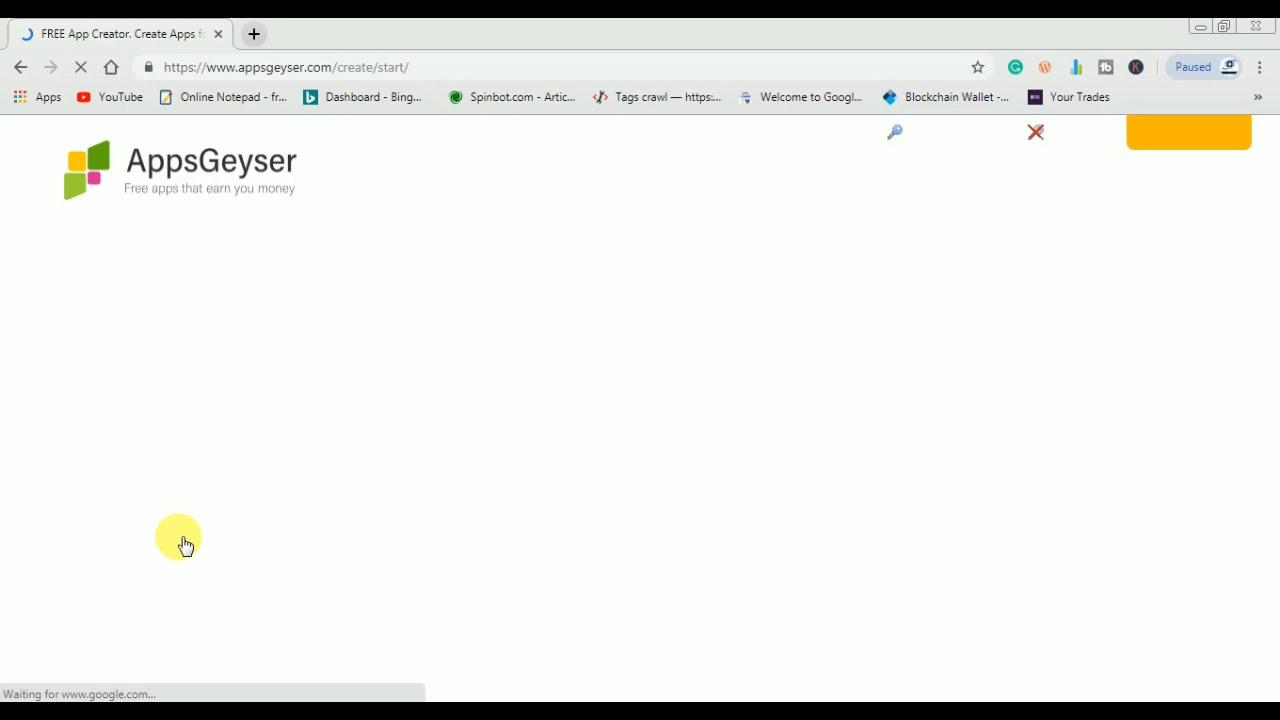 FREE App Creator. Create Apps fo
https://www.appsgeyser.com/create/start/
Paused
Apps YouTube Online Notepad - fr... Dashboard - Bing... Spinbot.com - Artic... Tags crawl — https:... Welcome to Googl... Blockchain Wallet -... Your Trades »
AppsGeyser
Free apps that earn you money
Waiting for www.google.com...